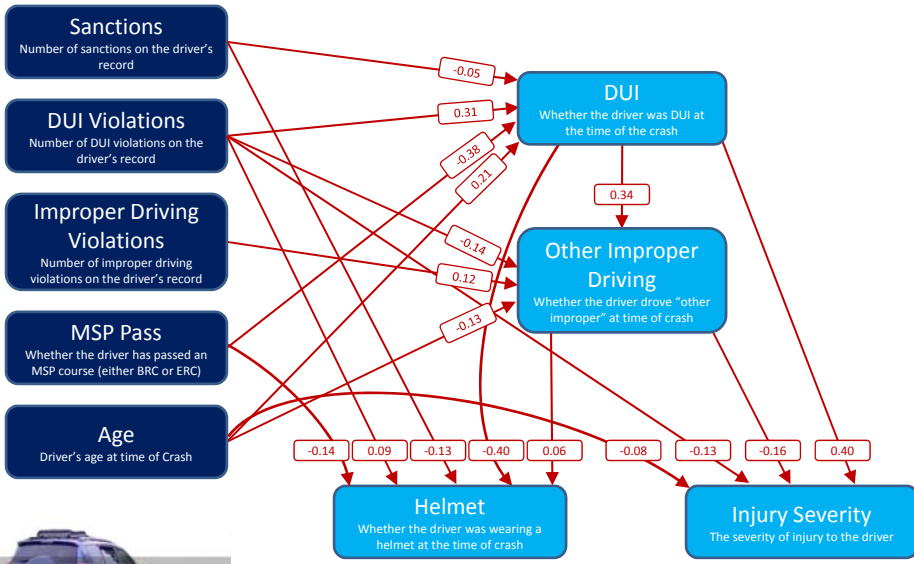 Sanctions
Number of sanctions on the driver's
record
DUI Violations
Number of DUI violations on the
driver's record
Improper Driving
Violations
Number of improper driving
violations on the driver's record
MSP Pass
Whether the driver has passed an
MSP course (either BRC or ERC)
Age
Driver's age at time of Crash
-0.05
0.31
-0.38
0.21
-0.14
0.12
-0.13
DUI
Whether the driver was DUI at
the time of the crash
0.34
Other Improper
Driving
Whether the driver drove "other
improper" at time of crash
-0.14
0.09
-0.13
-0.40
0.06
-0.08
-0.13
-0.16
0.40
Helmet
Whether the driver was wearing a
helmet at the time of crash
Injury Severity
The severity of injury to the driver